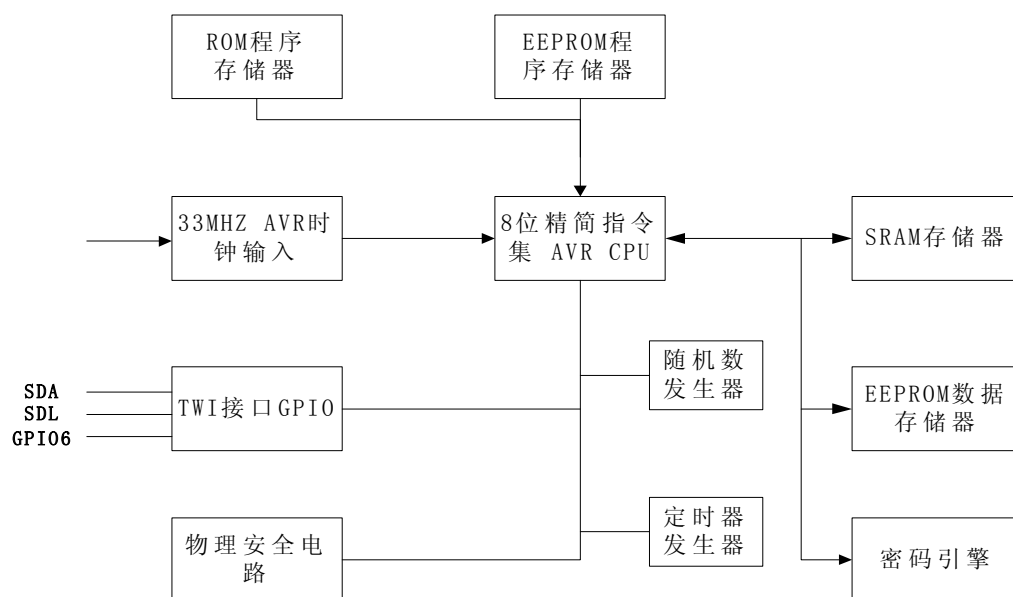 ROM程序
存储器
EEPROM程
序存储器
33MHZ AVR时
钟输入
8位精简指令
集 AVR CPU
SRAM存储器
随机数
发生器
SDA
SDL
GPIO6
TWI接口GPIO
EEPROM数据
存储器
定时器
发生器
物理安全电
路
密码引擎